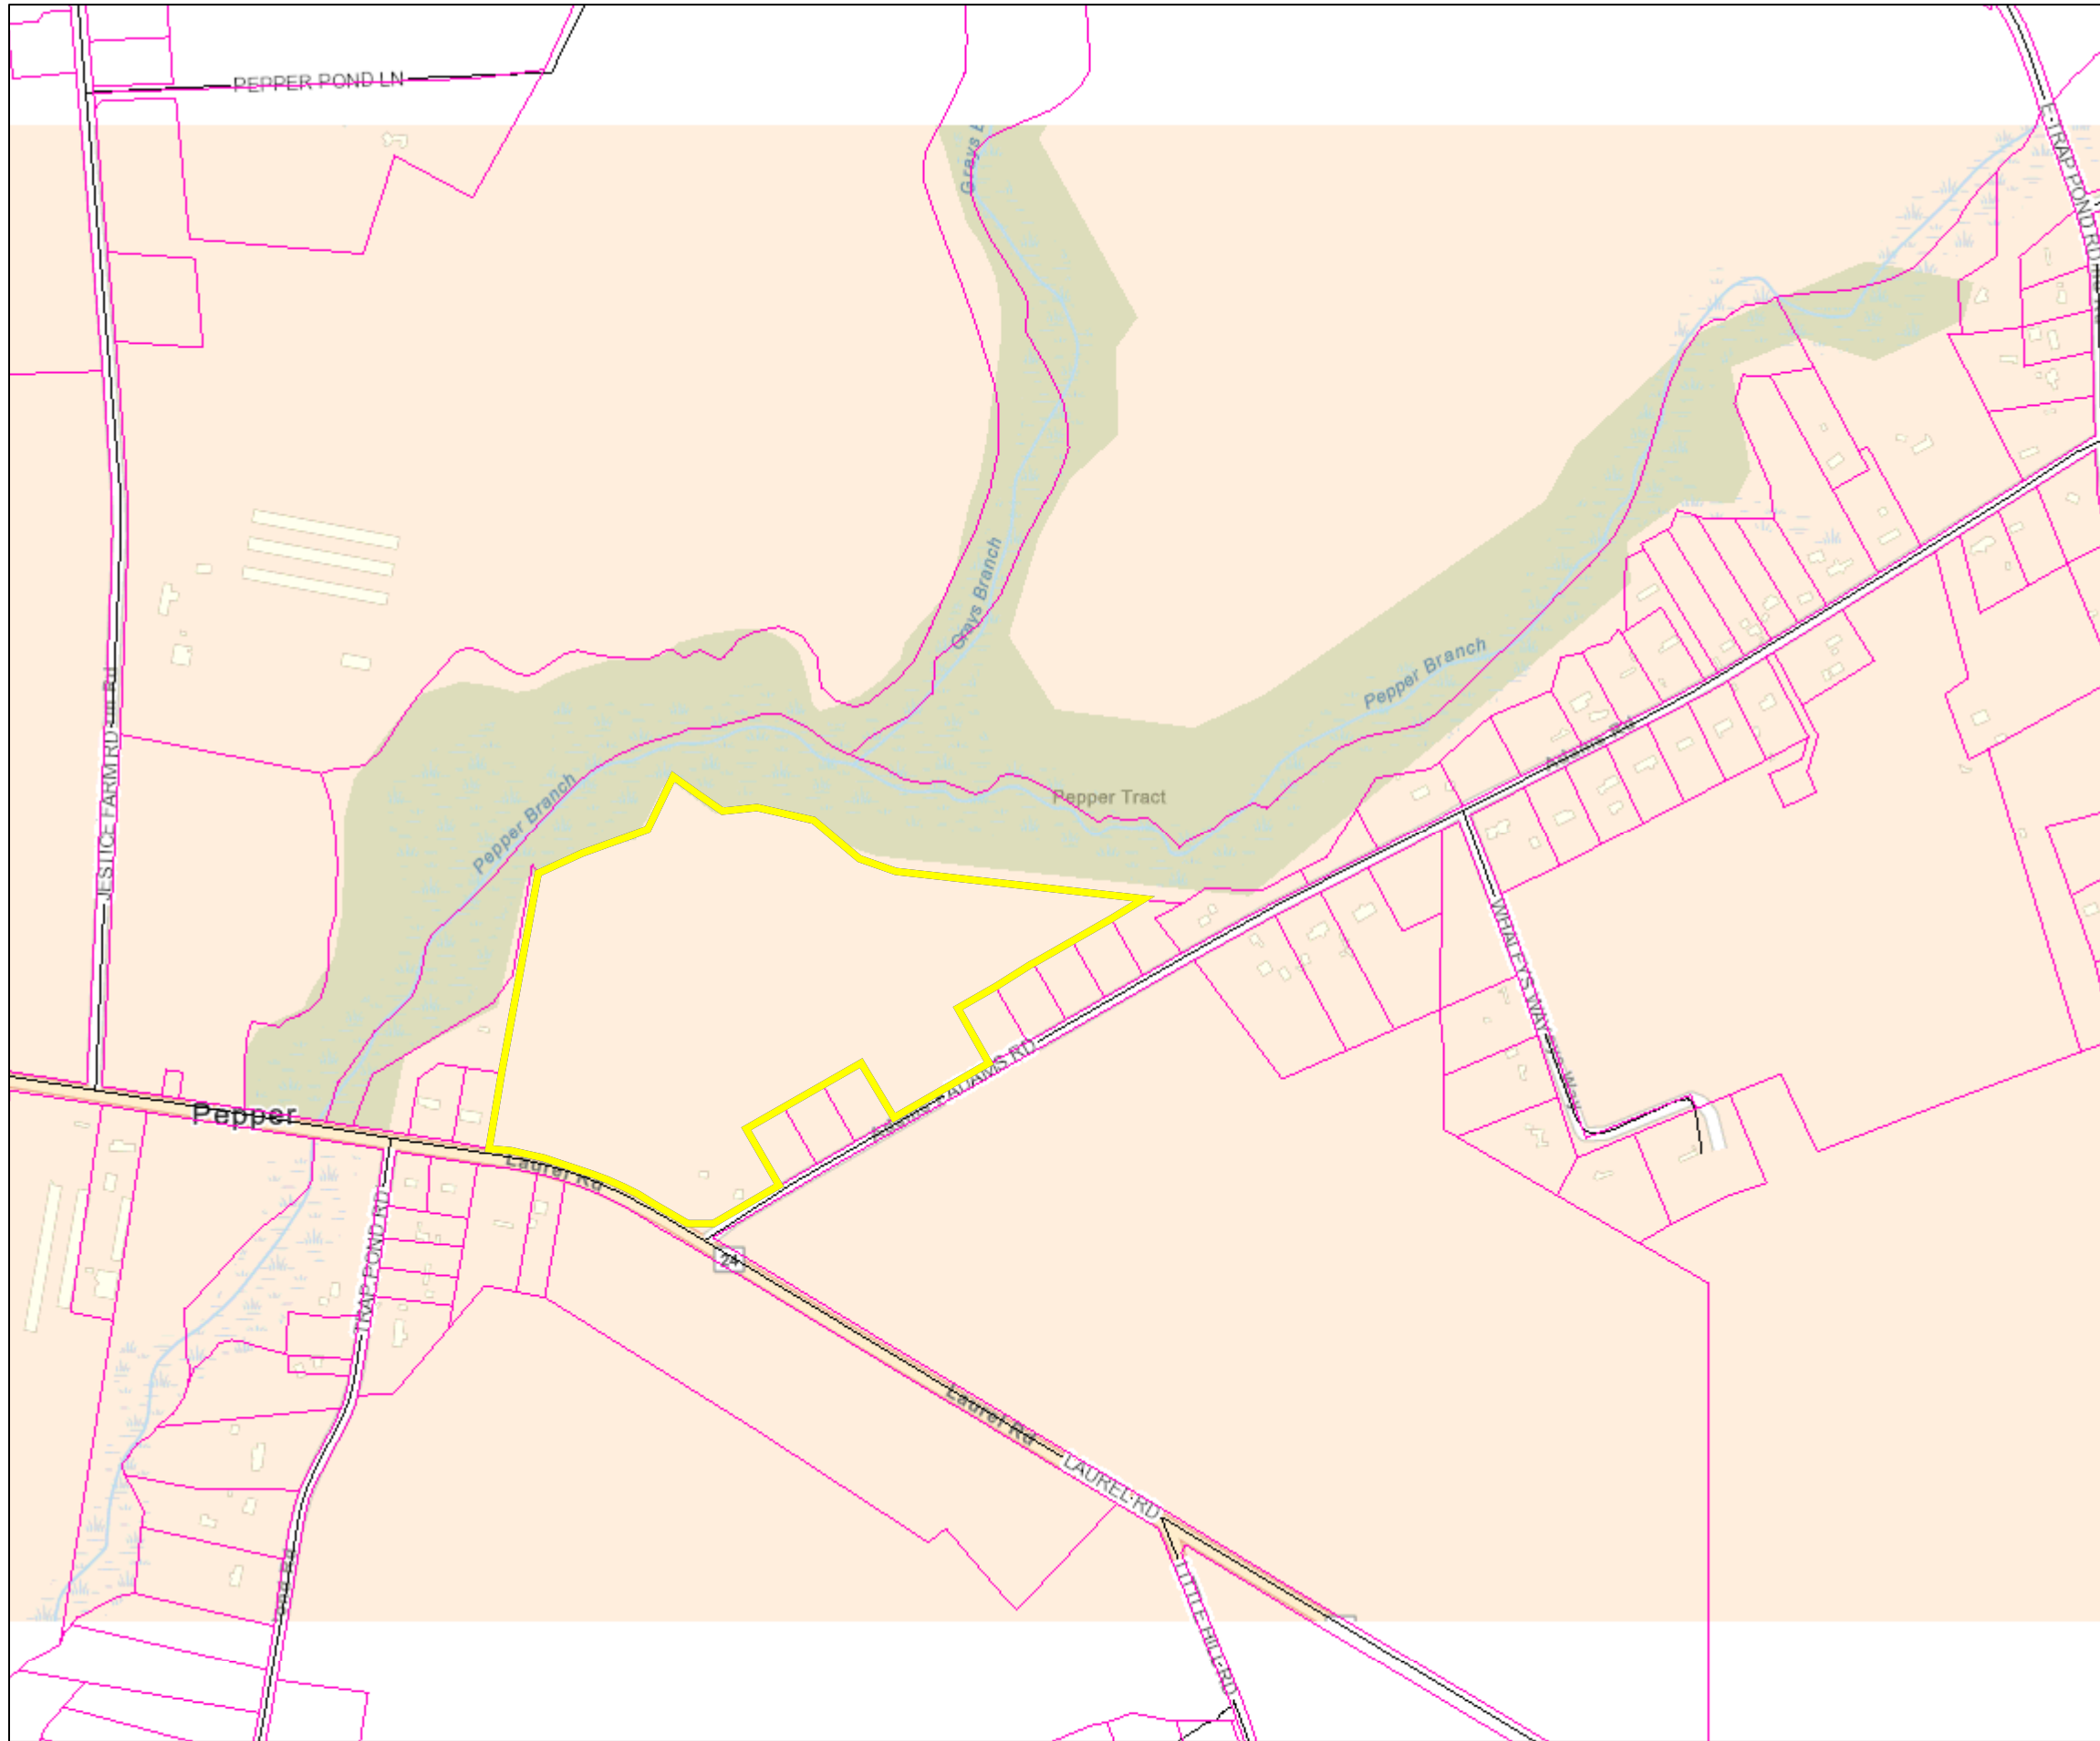 PEPPER POND LN
Grays
E TRAP POND RD
JESTICE FARM RD
Grays Branch
Pepper Branch
Pepper Branch
Pepper Tract
WHALEYS WAY
ADAMS RD
Pepper
Laurel Rd
24
TRAP POND RD
Laurel Rd
LAUREL RD
LITTLE HILL RD